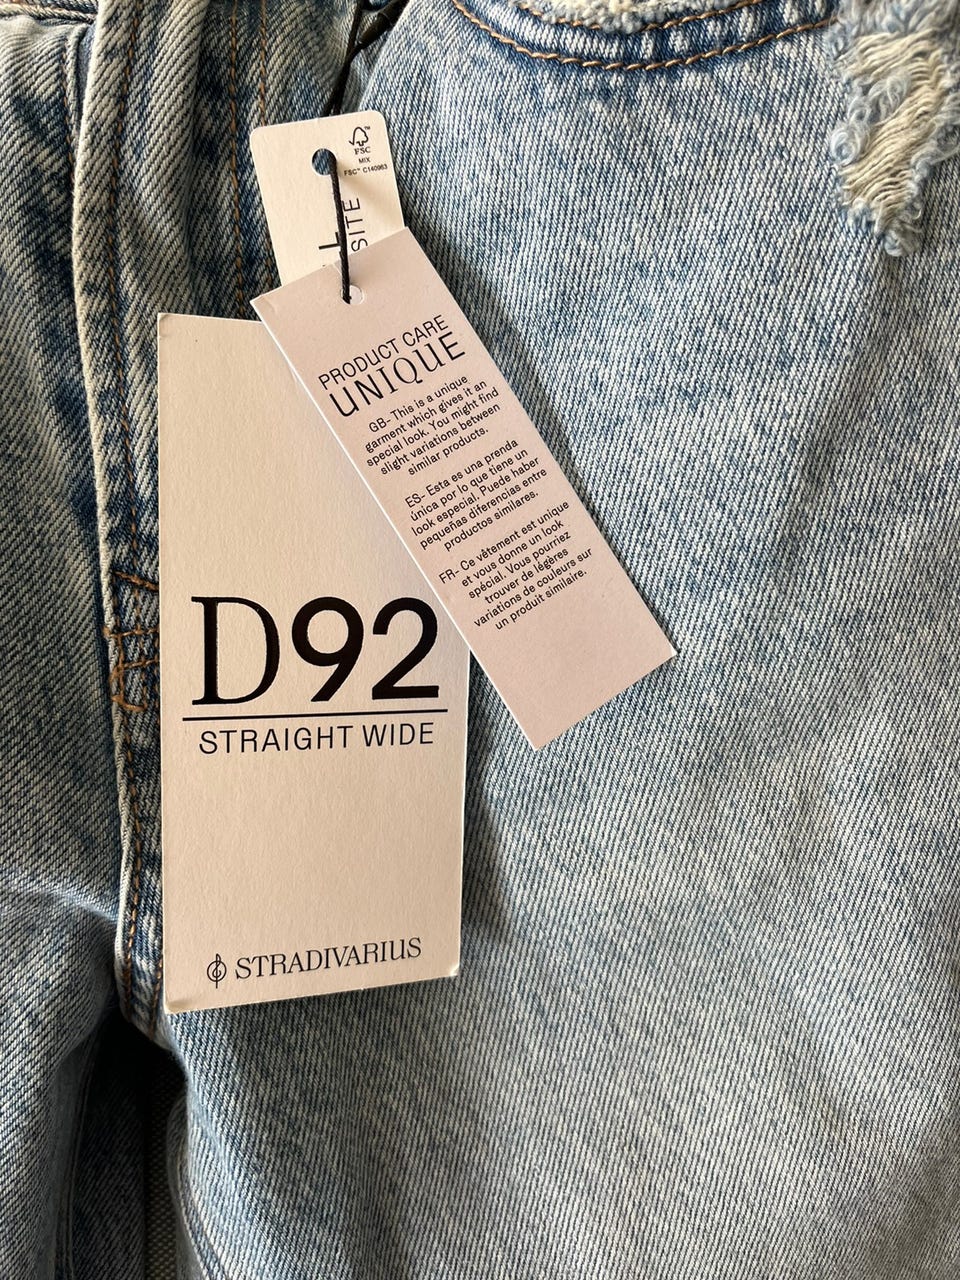 FSC™
MIX
FSC™ C140963
SITE
PRODUCT CARE
UNIQUE
GB- This is a unique
garment which gives it an
special look. You might find
slight variations between
similar products.
ES- Esta es una prenda
única por lo que tiene un
look especial. Puede haber
pequeñas diferencias entre
productos similares.
FR- Ce vêtement est unique
et vous donne un look
spécial. Vous pourriez
trouver de légères
variations de couleurs sur
un produit similaire.
D92
STRAIGHT WIDE
STRADIVARIUS